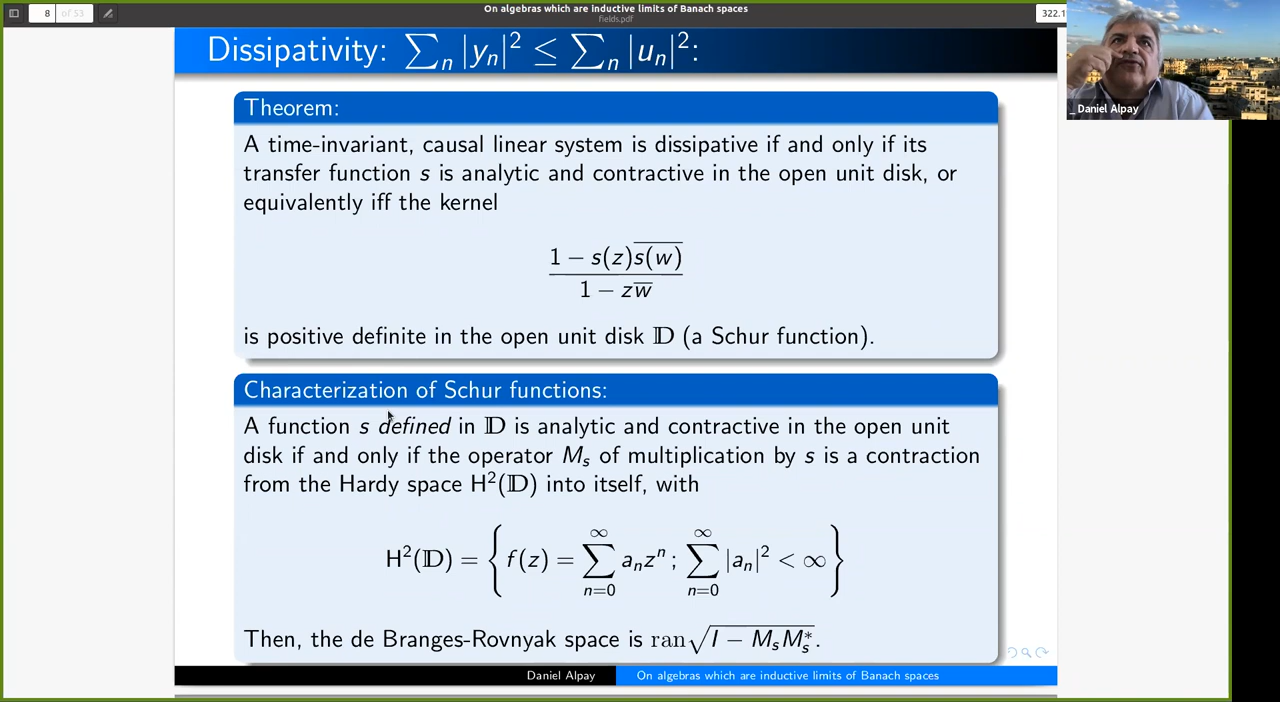 On algebras which are inductive limits of Banach spaces
fields.pdf
8 of 53
322.1
_ Daniel Alpay
Dissipativity: ∑ₙ |yₙ|² ≤ ∑ₙ |uₙ|²:
Theorem:
A time-invariant, causal linear system is dissipative if and only if its
transfer function s is analytic and contractive in the open unit disk, or
equivalently iff the kernel
1 − s(z)s(w)̅
1 − zw̅
is positive definite in the open unit disk 𝔻 (a Schur function).
Characterization of Schur functions:
A function s defined in 𝔻 is analytic and contractive in the open unit
disk if and only if the operator Mₛ of multiplication by s is a contraction
from the Hardy space H²(𝔻) into itself, with
H²(𝔻) = { f(z) = ∑_{n=0}^{∞} aₙzⁿ ; ∑_{n=0}^{∞} |aₙ|² < ∞ }
Then, the de Branges-Rovnyak space is ran√(I − MₛMₛ*).
Daniel Alpay
On algebras which are inductive limits of Banach spaces